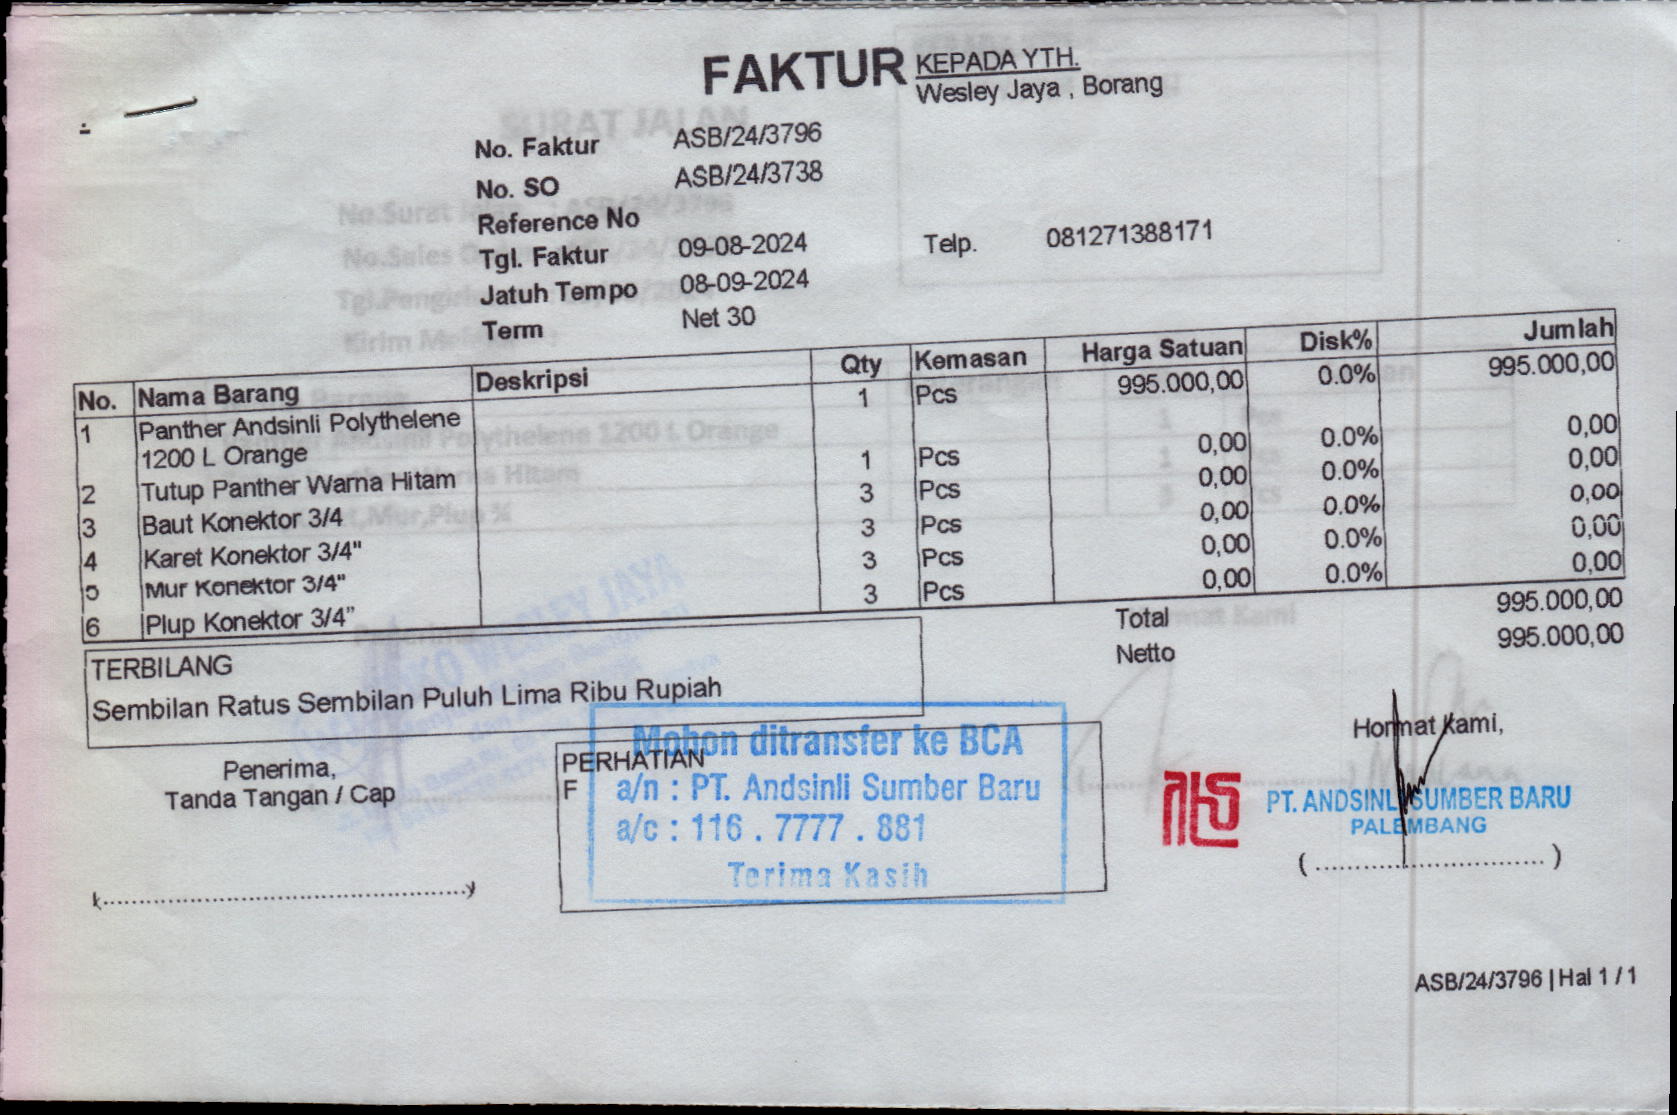 FAKTUR
KEPADA YTH.
Wesley Jaya , Borang
No. Faktur ASB/24/3796
No. SO ASB/24/3738
Reference No
Tgl. Faktur 09-08-2024
Telp. 081271388171
Jatuh Tempo 08-09-2024
Term Net 30
No. Nama Barang Deskripsi Qty Kemasan Harga Satuan Disk% Jumlah
1 Panther Andsinli Polythelene 1 Pcs 995.000,00 0.0% 995.000,00
1200 L Orange
2 Tutup Panther Warna Hitam 1 Pcs 0,00 0.0% 0,00
3 Baut Konektor 3/4 3 Pcs 0,00 0.0% 0,00
4 Karet Konektor 3/4" 3 Pcs 0,00 0.0% 0,00
5 Mur Konektor 3/4" 3 Pcs 0,00 0.0% 0,00
6 Plup Konektor 3/4" 3 Pcs 0,00 0.0% 0,00
Total 995.000,00
Netto 995.000,00
TERBILANG
Sembilan Ratus Sembilan Puluh Lima Ribu Rupiah
Penerima,
Tanda Tangan / Cap
(........................................)
PERHATIAN
F
Mohon ditransfer ke BCA
a/n : PT. Andsinli Sumber Baru
a/c : 116 . 7777 . 881
Terima Kasih
Hormat Kami,
PT. ANDSINLI SUMBER BARU
PALEMBANG
( .............................. )
ASB/24/3796 | Hal 1 / 1
SURAT JALAN